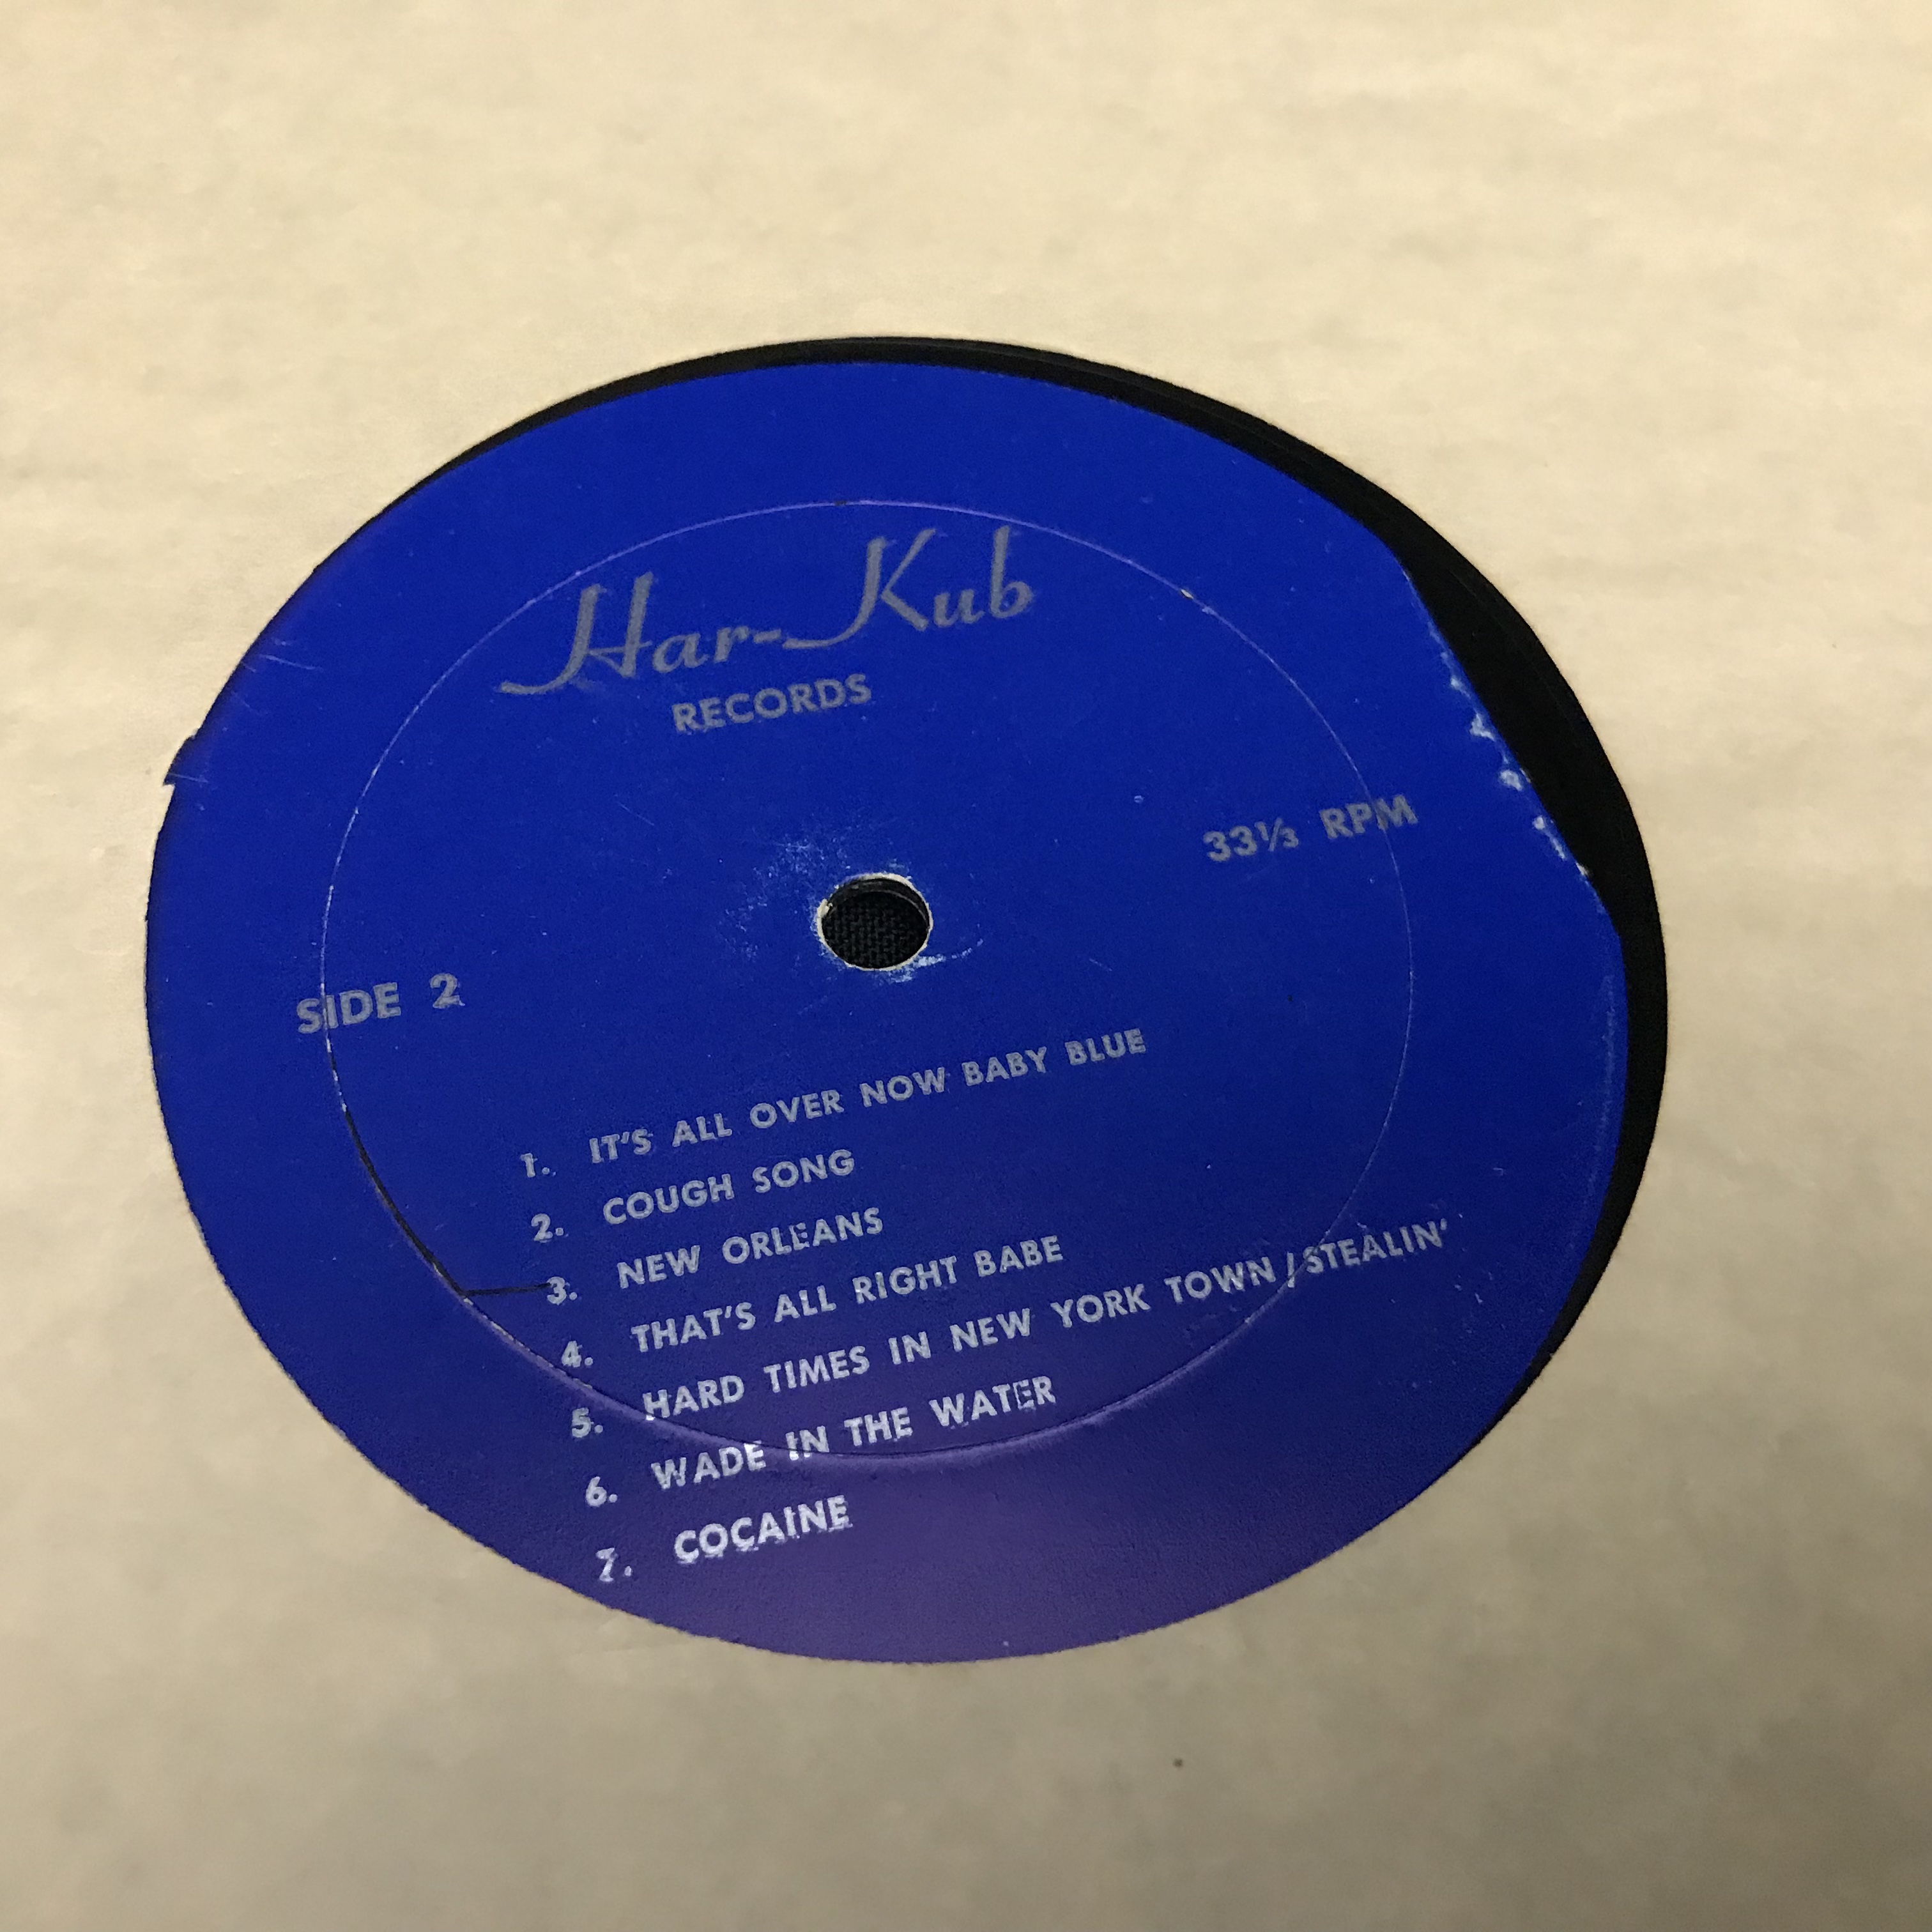 Har-Kub
RECORDS
33⅓ RPM
SIDE 2
1. IT'S ALL OVER NOW BABY BLUE
2. COUGH SONG
3. NEW ORLEANS
4. THAT'S ALL RIGHT BABE
5. HARD TIMES IN NEW YORK TOWN / STEALIN'
6. WADE IN THE WATER
7. COCAINE